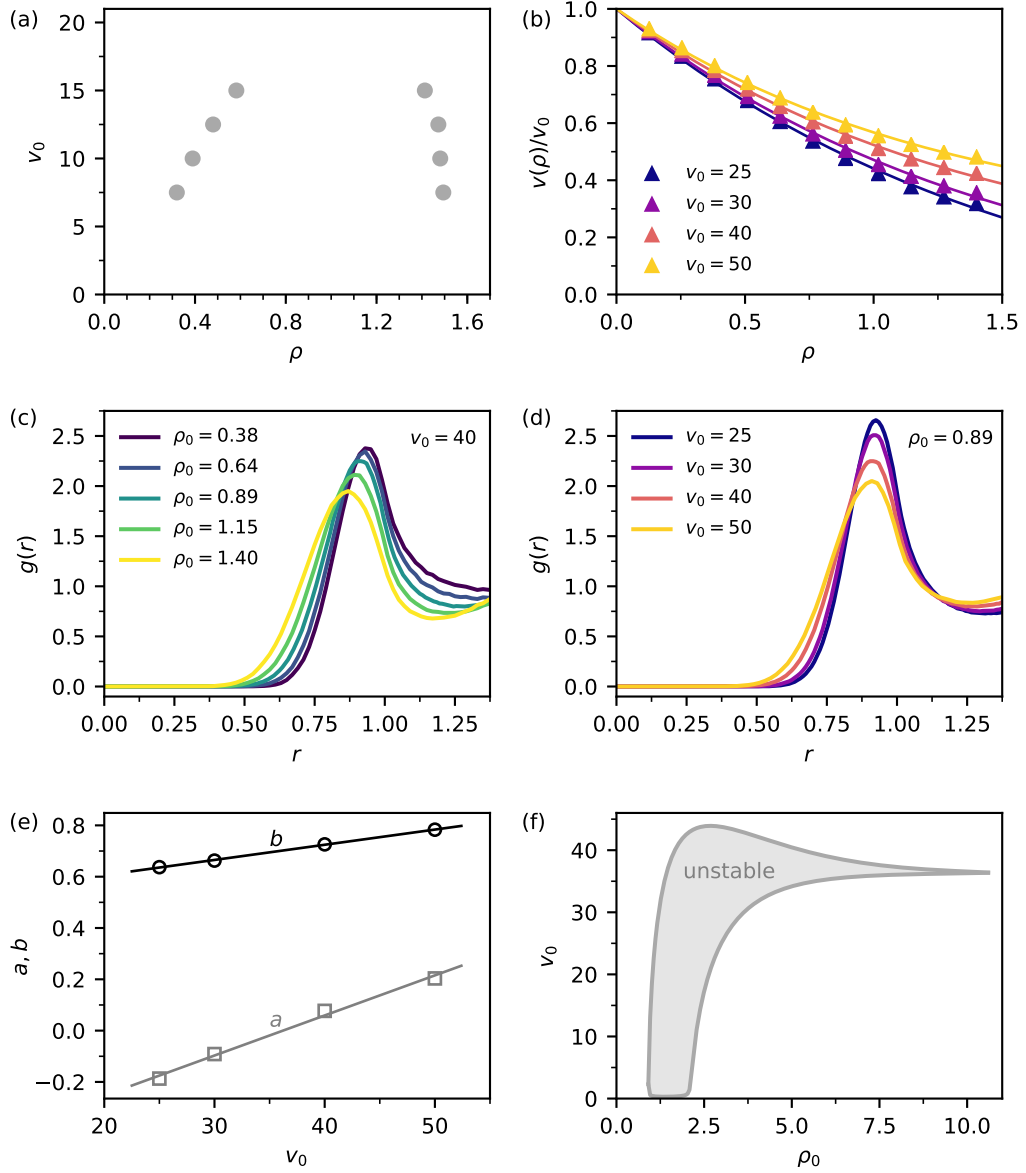 (a)
20
15
10
5
0
v₀
0.0 0.4 0.8 1.2 1.6
ρ
(b)
1.0
0.8
0.6
0.4
0.2
0.0
v(ρ)/v₀
v₀ = 25
v₀ = 30
v₀ = 40
v₀ = 50
0.0 0.5 1.0 1.5
ρ
(c)
2.5
2.0
1.5
1.0
0.5
0.0
g(r)
ρ₀ = 0.38
ρ₀ = 0.64
ρ₀ = 0.89
ρ₀ = 1.15
ρ₀ = 1.40
v₀ = 40
0.00 0.25 0.50 0.75 1.00 1.25
r
(d)
2.5
2.0
1.5
1.0
0.5
0.0
g(r)
v₀ = 25
v₀ = 30
v₀ = 40
v₀ = 50
ρ₀ = 0.89
0.00 0.25 0.50 0.75 1.00 1.25
r
(e)
0.8
0.6
0.4
0.2
0.0
−0.2
a, b
b
a
20 30 40 50
v₀
(f)
40
30
20
10
0
v₀
unstable
0.0 2.5 5.0 7.5 10.0
ρ₀